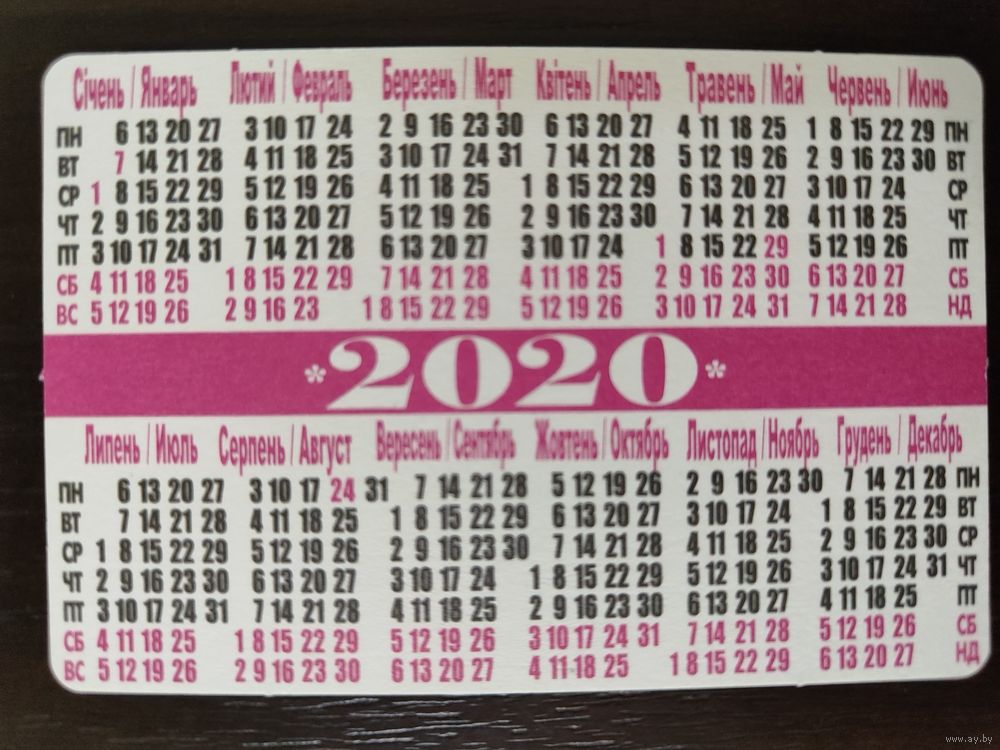 Січень / Январь Лютий / Февраль Березень / Март Квітень / Апрель Травень / Май Червень / Июнь
ПН 6 13 20 27 3 10 17 24 2 9 16 23 30 6 13 20 27 4 11 18 25 1 8 15 22 29 ПН
ВТ 7 14 21 28 4 11 18 25 3 10 17 24 31 7 14 21 28 5 12 19 26 2 9 16 23 30 ВТ
СР 1 8 15 22 29 5 12 19 26 4 11 18 25 1 8 15 22 29 6 13 20 27 3 10 17 24 СР
ЧТ 2 9 16 23 30 6 13 20 27 5 12 19 26 2 9 16 23 30 7 14 21 28 4 11 18 25 ЧТ
ПТ 3 10 17 24 31 7 14 21 28 6 13 20 27 3 10 17 24 1 8 15 22 29 5 12 19 26 ПТ
СБ 4 11 18 25 1 8 15 22 29 7 14 21 28 4 11 18 25 2 9 16 23 30 6 13 20 27 СБ
ВС 5 12 19 26 2 9 16 23 1 8 15 22 29 5 12 19 26 3 10 17 24 31 7 14 21 28 НД
*2020*
Липень / Июль Серпень / Август Вересень / Сентябрь Жовтень / Октябрь Листопад / Ноябрь Грудень / Декабрь
ПН 6 13 20 27 3 10 17 24 31 7 14 21 28 5 12 19 26 2 9 16 23 30 7 14 21 28 ПН
ВТ 7 14 21 28 4 11 18 25 1 8 15 22 29 6 13 20 27 3 10 17 24 1 8 15 22 29 ВТ
СР 1 8 15 22 29 5 12 19 26 2 9 16 23 30 7 14 21 28 4 11 18 25 2 9 16 23 30 СР
ЧТ 2 9 16 23 30 6 13 20 27 3 10 17 24 1 8 15 22 29 5 12 19 26 3 10 17 24 31 ЧТ
ПТ 3 10 17 24 31 7 14 21 28 4 11 18 25 2 9 16 23 30 6 13 20 27 4 11 18 25 ПТ
СБ 4 11 18 25 1 8 15 22 29 5 12 19 26 3 10 17 24 31 7 14 21 28 5 12 19 26 СБ
ВС 5 12 19 26 2 9 16 23 30 6 13 20 27 4 11 18 25 1 8 15 22 29 6 13 20 27 НД
www.ay.by